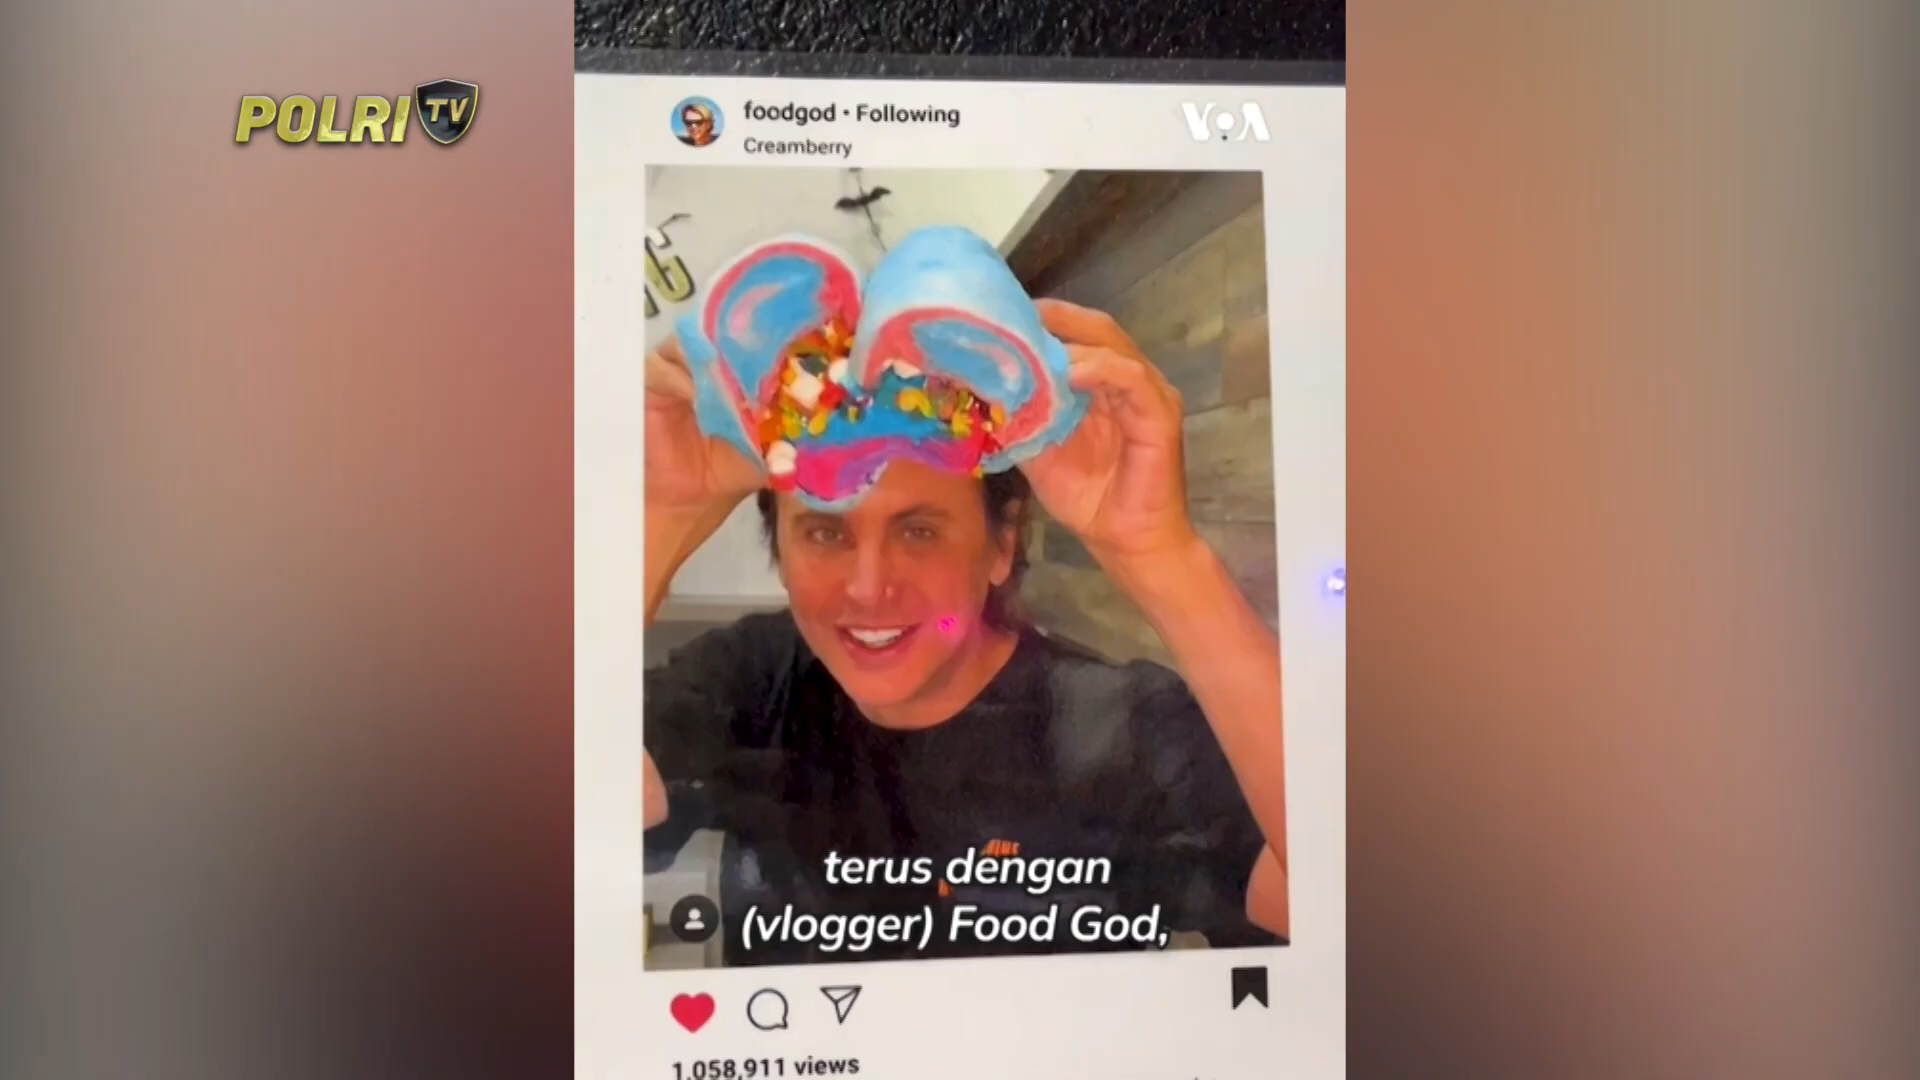 POLRI TV
foodgod • Following
VOA
Creamberry
terus dengan
(vlogger) Food God,
1,058,911 views